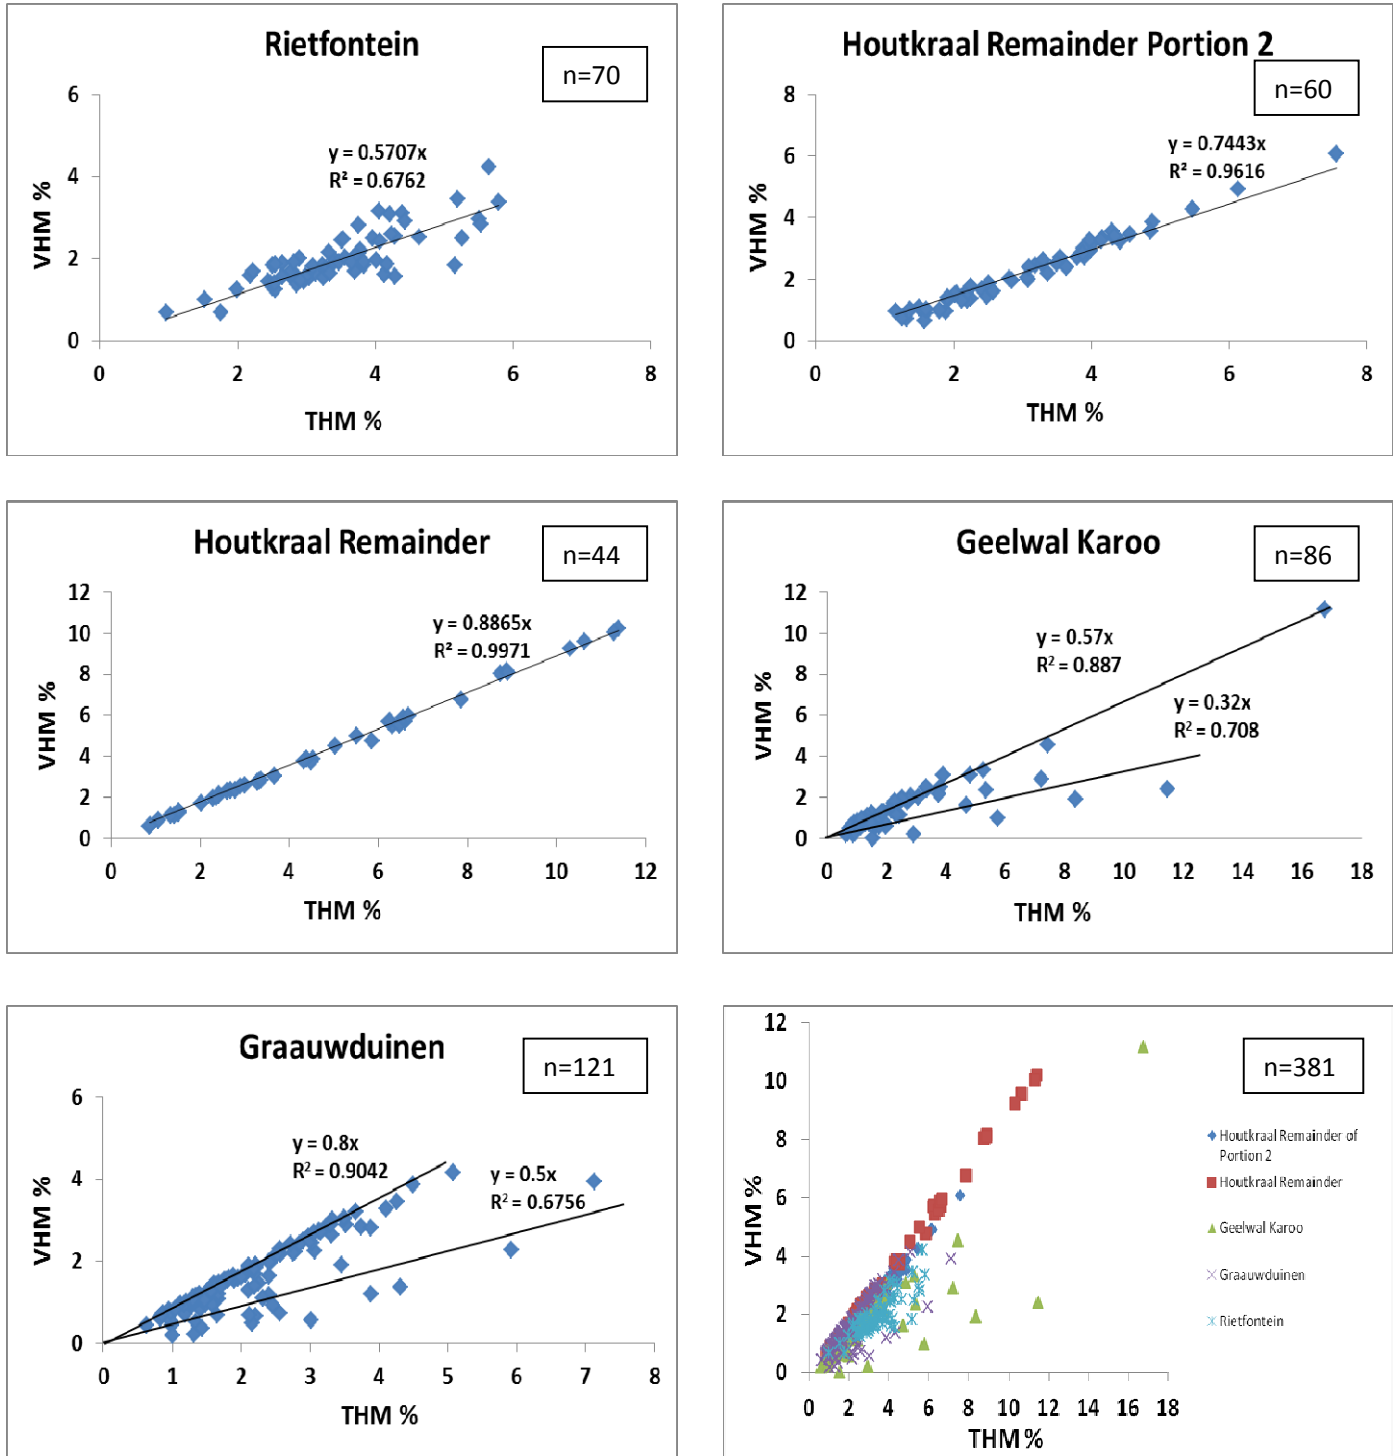 Rietfontein
n=70
y = 0.5707x
R² = 0.6762
VHM %
6
4
2
0
0 2 4 6 8
THM %
Houtkraal Remainder Portion 2
n=60
y = 0.7443x
R² = 0.9616
VHM %
8
6
4
2
0
0 2 4 6 8
THM %
Houtkraal Remainder
n=44
y = 0.8865x
R² = 0.9971
VHM %
12
10
8
6
4
2
0
0 2 4 6 8 10 12
THM %
Geelwal Karoo
n=86
y = 0.57x
R² = 0.887
y = 0.32x
R² = 0.708
VHM %
12
10
8
6
4
2
0
0 2 4 6 8 10 12 14 16 18
THM %
Graauwduinen
n=121
y = 0.8x
R² = 0.9042
y = 0.5x
R² = 0.6756
VHM %
6
4
2
0
0 1 2 3 4 5 6 7 8
THM %
n=381
VHM %
12
10
8
6
4
2
0
0 2 4 6 8 10 12 14 16 18
THM %
Houtkraal Remainder of
Portion 2
Houtkraal Remainder
Geelwal Karoo
Graauwduinen
Rietfontein